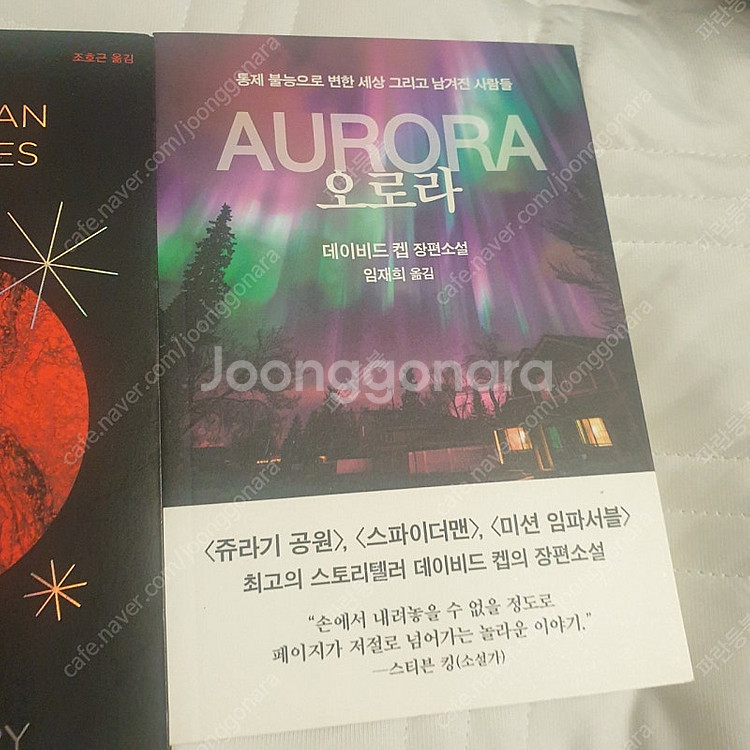 조호근 옮김
AN
ES
PY
통제 불능으로 변한 세상 그리고 남겨진 사람들
AURORA
오로라
데이비드 켑 장편소설
임재희 옮김
〈쥬라기 공원〉, 〈스파이더맨〉, 〈미션 임파서블〉
최고의 스토리텔러 데이비드 켑의 장편소설
“손에서 내려놓을 수 없을 정도로
페이지가 저절로 넘어가는 놀라운 이야기.”
—스티븐 킹(소설가)
Joonggonara
cafe.naver.com/joonggonara